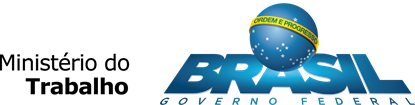 Ministério do
Trabalho
ORDEM E PROGRESSO
BRASIL
GOVERNO FEDERAL